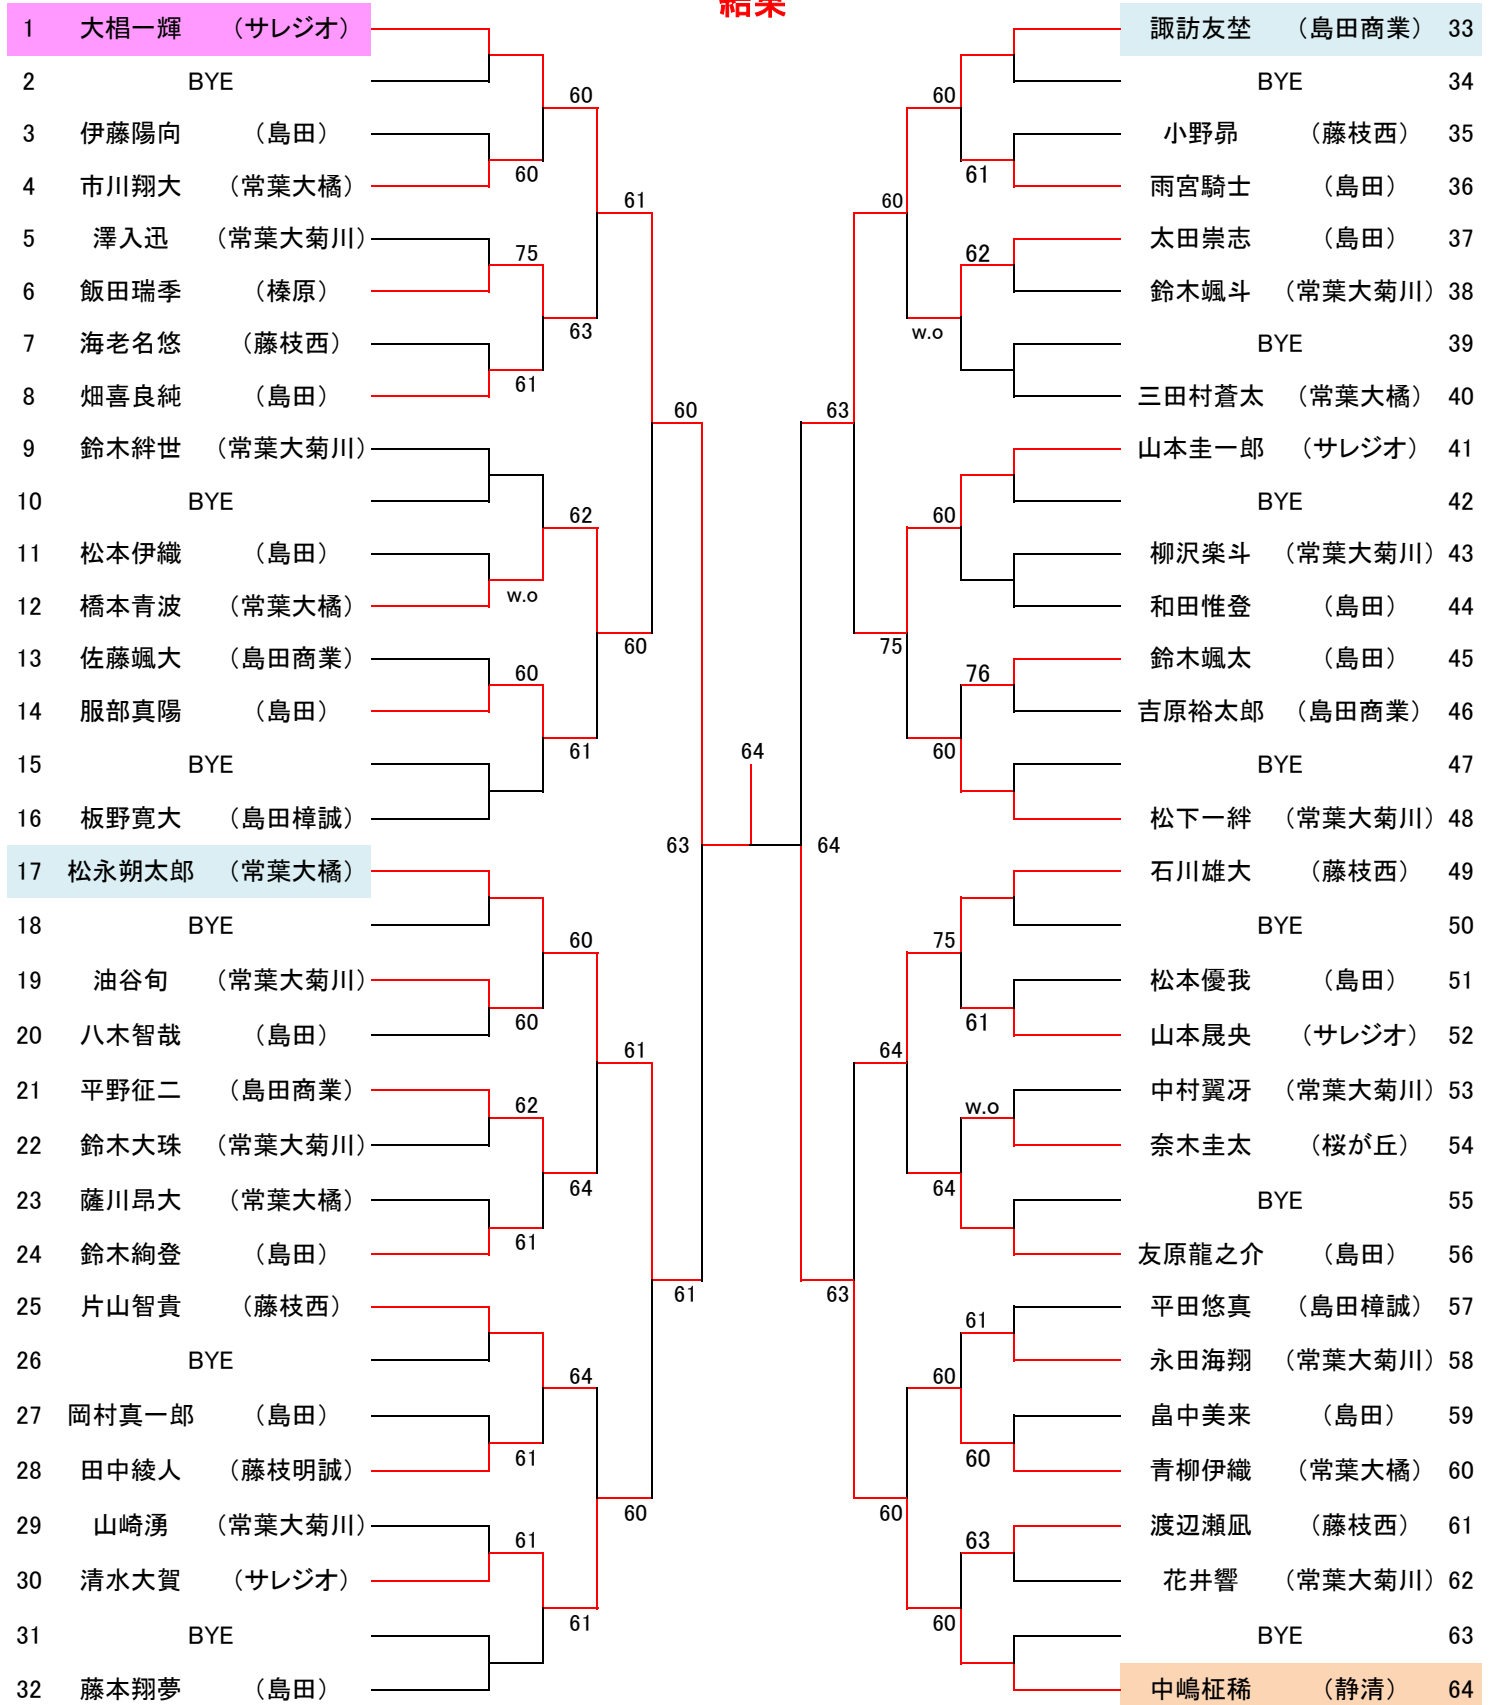 結果
1 大椙一輝 （サレジオ）
2 BYE
60
3 伊藤陽向 （島田）
60
4 市川翔大 （常葉大橘）
61
5 澤入迅 （常葉大菊川）
75
6 飯田瑞季 （榛原）
63
7 海老名悠 （藤枝西）
61
8 畑喜良純 （島田）
60
9 鈴木絆世 （常葉大菊川）
10 BYE
62
11 松本伊織 （島田）
w.o
12 橋本青波 （常葉大橘）
60
13 佐藤颯大 （島田商業）
60
14 服部真陽 （島田）
61
15 BYE
16 板野寛大 （島田樟誠）
63
64
64
17 松永朔太郎 （常葉大橘）
18 BYE
60
19 油谷旬 （常葉大菊川）
60
20 八木智哉 （島田）
61
21 平野征二 （島田商業）
62
22 鈴木大珠 （常葉大菊川）
64
23 薩川昂大 （常葉大橘）
61
24 鈴木絢登 （島田）
61
25 片山智貴 （藤枝西）
26 BYE
64
27 岡村真一郎 （島田）
61
28 田中綾人 （藤枝明誠）
60
29 山崎湧 （常葉大菊川）
61
30 清水大賀 （サレジオ）
61
31 BYE
32 藤本翔夢 （島田）
諏訪友埜 （島田商業） 33
BYE 34
60
小野昴 （藤枝西） 35
61
雨宮騎士 （島田） 36
60
太田崇志 （島田） 37
62
鈴木颯斗 （常葉大菊川） 38
w.o
BYE 39
三田村蒼太 （常葉大橘） 40
63
山本圭一郎 （サレジオ） 41
BYE 42
60
柳沢楽斗 （常葉大菊川） 43
和田惟登 （島田） 44
75
鈴木颯太 （島田） 45
76
吉原裕太郎 （島田商業） 46
60
BYE 47
松下一絆 （常葉大菊川） 48
石川雄大 （藤枝西） 49
BYE 50
75
松本優我 （島田） 51
61
山本晟央 （サレジオ） 52
64
中村翼冴 （常葉大菊川） 53
w.o
奈木圭太 （桜が丘） 54
64
BYE 55
友原龍之介 （島田） 56
63
平田悠真 （島田樟誠） 57
61
永田海翔 （常葉大菊川） 58
60
畠中美来 （島田） 59
60
青柳伊織 （常葉大橘） 60
60
渡辺瀬凪 （藤枝西） 61
63
花井響 （常葉大菊川） 62
60
BYE 63
中嶋柾稀 （静清） 64